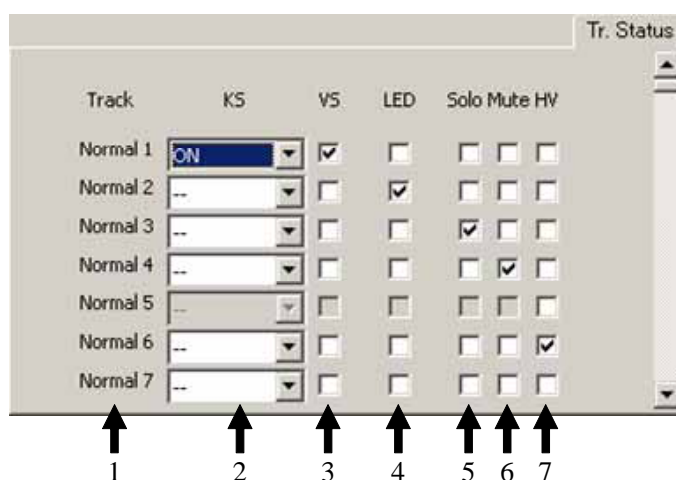 Tr. Status
Track KS VS LED Solo Mute HV
Normal 1 ON
Normal 2 --
Normal 3 --
Normal 4 --
Normal 5 --
Normal 6 --
Normal 7 --
1 2 3 4 5 6 7